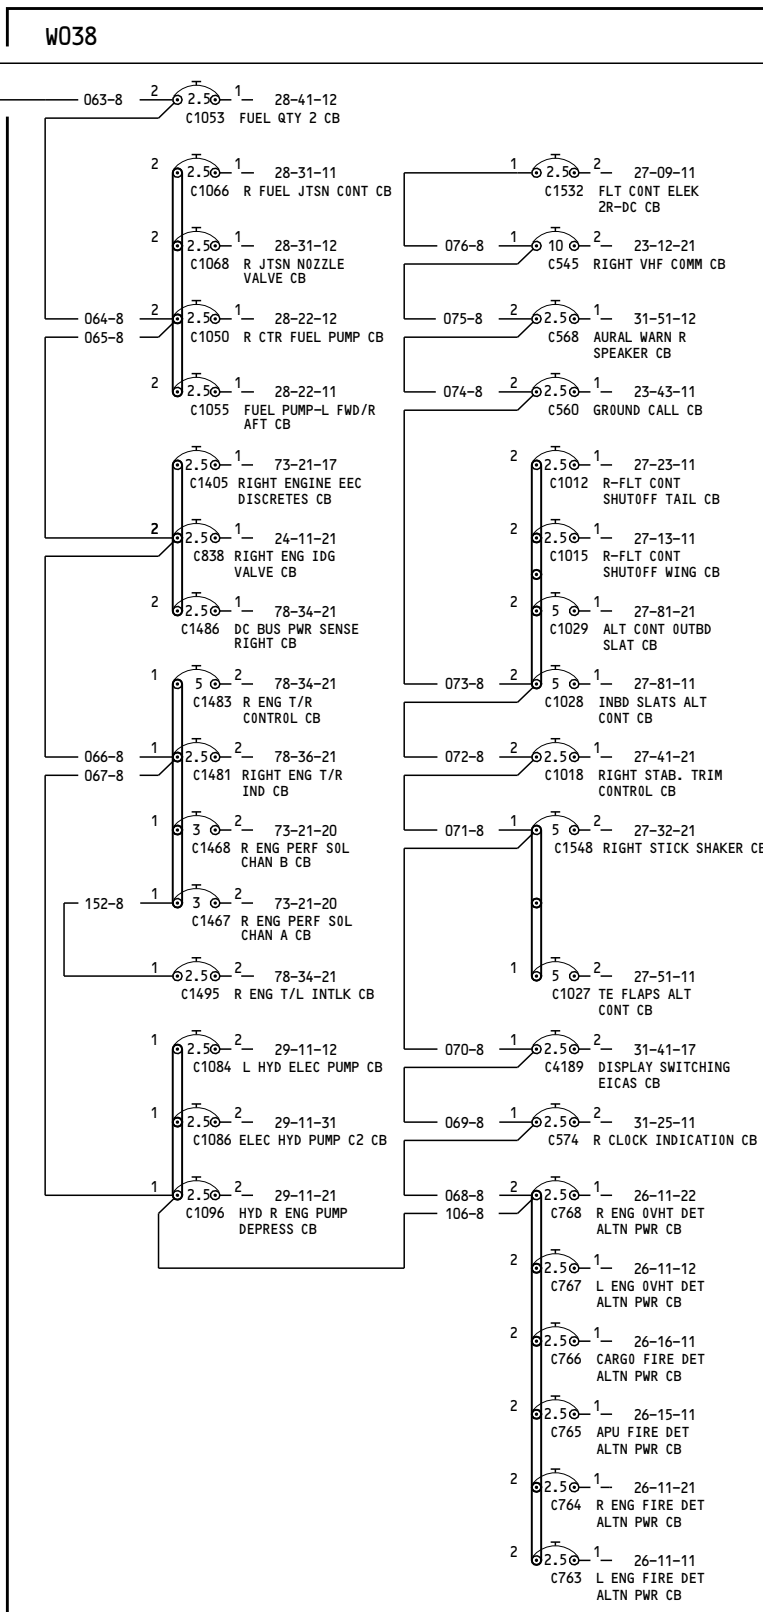 W038
063-8 2 2.5 1 28-41-12
C1053 FUEL QTY 2 CB
2 2.5 1 28-31-11
C1066 R FUEL JTSN CONT CB
2 2.5 1 28-31-12
C1068 R JTSN NOZZLE
VALVE CB
064-8 2 2.5 1 28-22-12
065-8 C1050 R CTR FUEL PUMP CB
2 2.5 1 28-22-11
C1055 FUEL PUMP-L FWD/R
AFT CB
2.5 1 73-21-17
C1405 RIGHT ENGINE EEC
DISCRETES CB
2 2.5 1 24-11-21
C838 RIGHT ENG IDG
VALVE CB
2 2.5 1 78-34-21
C1486 DC BUS PWR SENSE
RIGHT CB
1 5 2 78-34-21
C1483 R ENG T/R
CONTROL CB
066-8 1 2.5 2 78-36-21
067-8 C1481 RIGHT ENG T/R
IND CB
1 3 2 73-21-20
C1468 R ENG PERF SOL
CHAN B CB
152-8 1 3 2 73-21-20
C1467 R ENG PERF SOL
CHAN A CB
1 2.5 2 78-34-21
C1495 R ENG T/L INTLK CB
1 2.5 2 29-11-12
C1084 L HYD ELEC PUMP CB
1 2.5 2 29-11-31
C1086 ELEC HYD PUMP C2 CB
1 2.5 2 29-11-21
C1096 HYD R ENG PUMP
DEPRESS CB
1 2.5 2 27-09-11
C1532 FLT CONT ELEK
2R-DC CB
076-8 1 10 2 23-12-21
C545 RIGHT VHF COMM CB
075-8 2 2.5 1 31-51-12
C568 AURAL WARN R
SPEAKER CB
074-8 2 2.5 1 23-43-11
C560 GROUND CALL CB
2 2.5 1 27-23-11
C1012 R-FLT CONT
SHUTOFF TAIL CB
2 2.5 1 27-13-11
C1015 R-FLT CONT
SHUTOFF WING CB
2 5 1 27-81-21
C1029 ALT CONT OUTBD
SLAT CB
073-8 2 5 1 27-81-11
C1028 INBD SLATS ALT
CONT CB
072-8 2 2.5 1 27-41-21
C1018 RIGHT STAB. TRIM
CONTROL CB
071-8 1 5 2 27-32-21
C1548 RIGHT STICK SHAKER CB
1 5 2 27-51-11
C1027 TE FLAPS ALT
CONT CB
070-8 1 2.5 2 31-41-17
C4189 DISPLAY SWITCHING
EICAS CB
069-8 1 2.5 2 31-25-11
C574 R CLOCK INDICATION CB
068-8 2 2.5 1 26-11-22
106-8 C768 R ENG OVHT DET
ALTN PWR CB
2 2.5 1 26-11-12
C767 L ENG OVHT DET
ALTN PWR CB
2 2.5 1 26-16-11
C766 CARGO FIRE DET
ALTN PWR CB
2 2.5 1 26-15-11
C765 APU FIRE DET
ALTN PWR CB
2 2.5 1 26-11-21
C764 R ENG FIRE DET
ALTN PWR CB
2 2.5 1 26-11-11
C763 L ENG FIRE DET
ALTN PWR CB